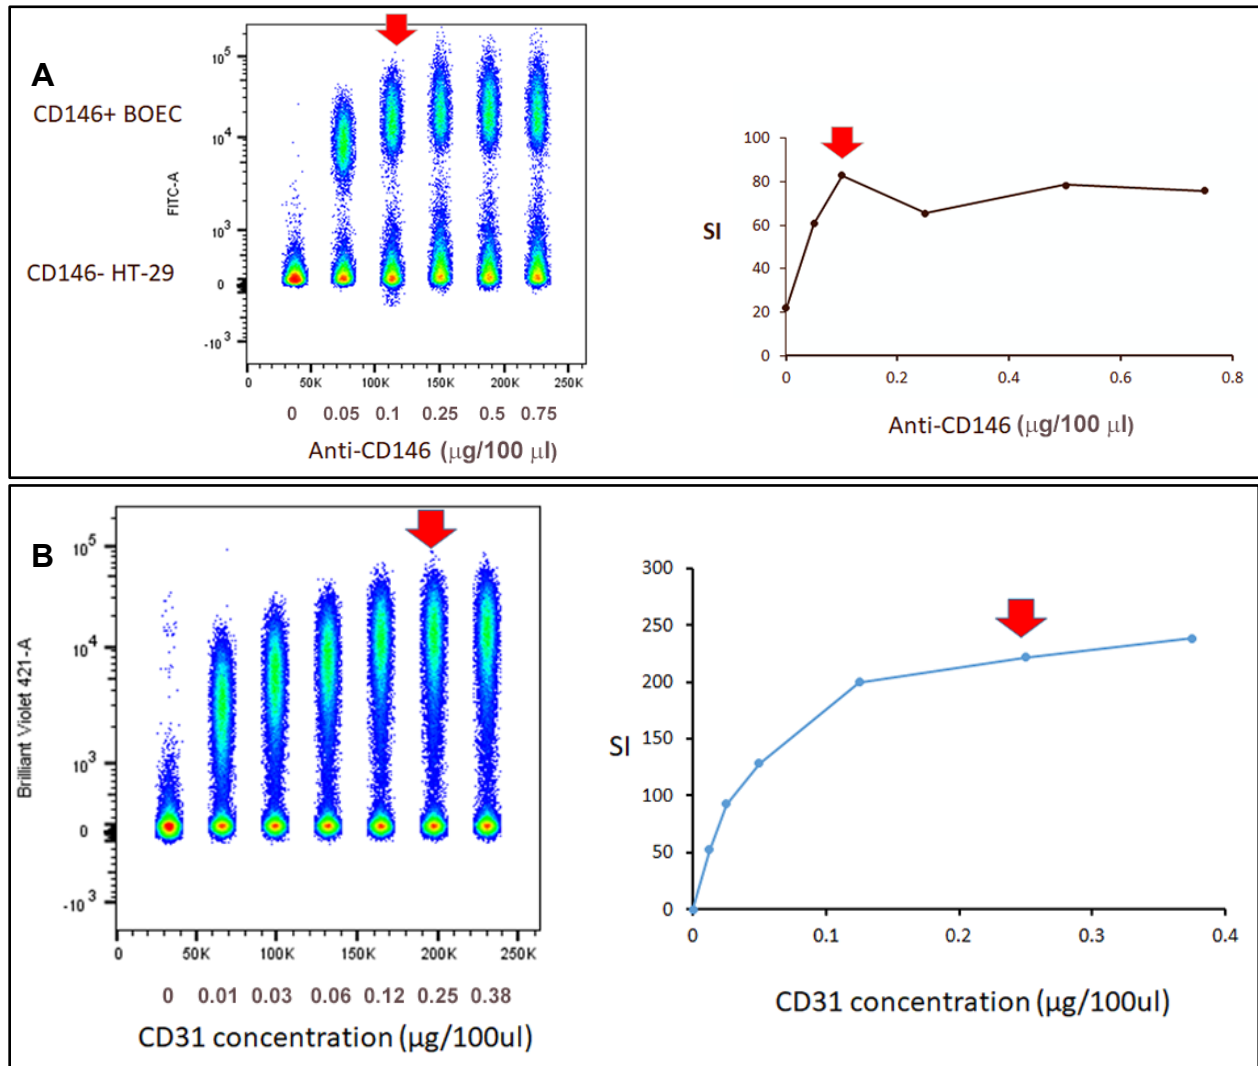 A
CD146+ BOEC
CD146- HT-29
FITC-A
10^5
10^4
10^3
0
-10^3
0 50K 100K 150K 200K 250K
0 0.05 0.1 0.25 0.5 0.75
Anti-CD146 (μg/100 μl)
SI
100
80
60
40
20
0
0 0.2 0.4 0.6 0.8
Anti-CD146 (μg/100 μl)
B
Brilliant Violet 421-A
10^5
10^4
10^3
0
-10^3
0 50K 100K 150K 200K 250K
0 0.01 0.03 0.06 0.12 0.25 0.38
CD31 concentration (μg/100ul)
SI
300
250
200
150
100
50
0
0 0.1 0.2 0.3 0.4
CD31 concentration (μg/100ul)